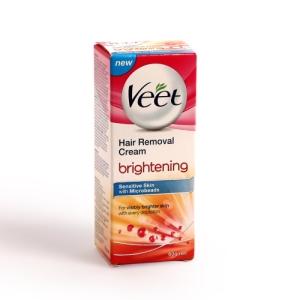 new
Veet
Hair Removal
Cream
brightening
Sensitive Skin
with Microbeads
For visibly brighter skin
with every depilation